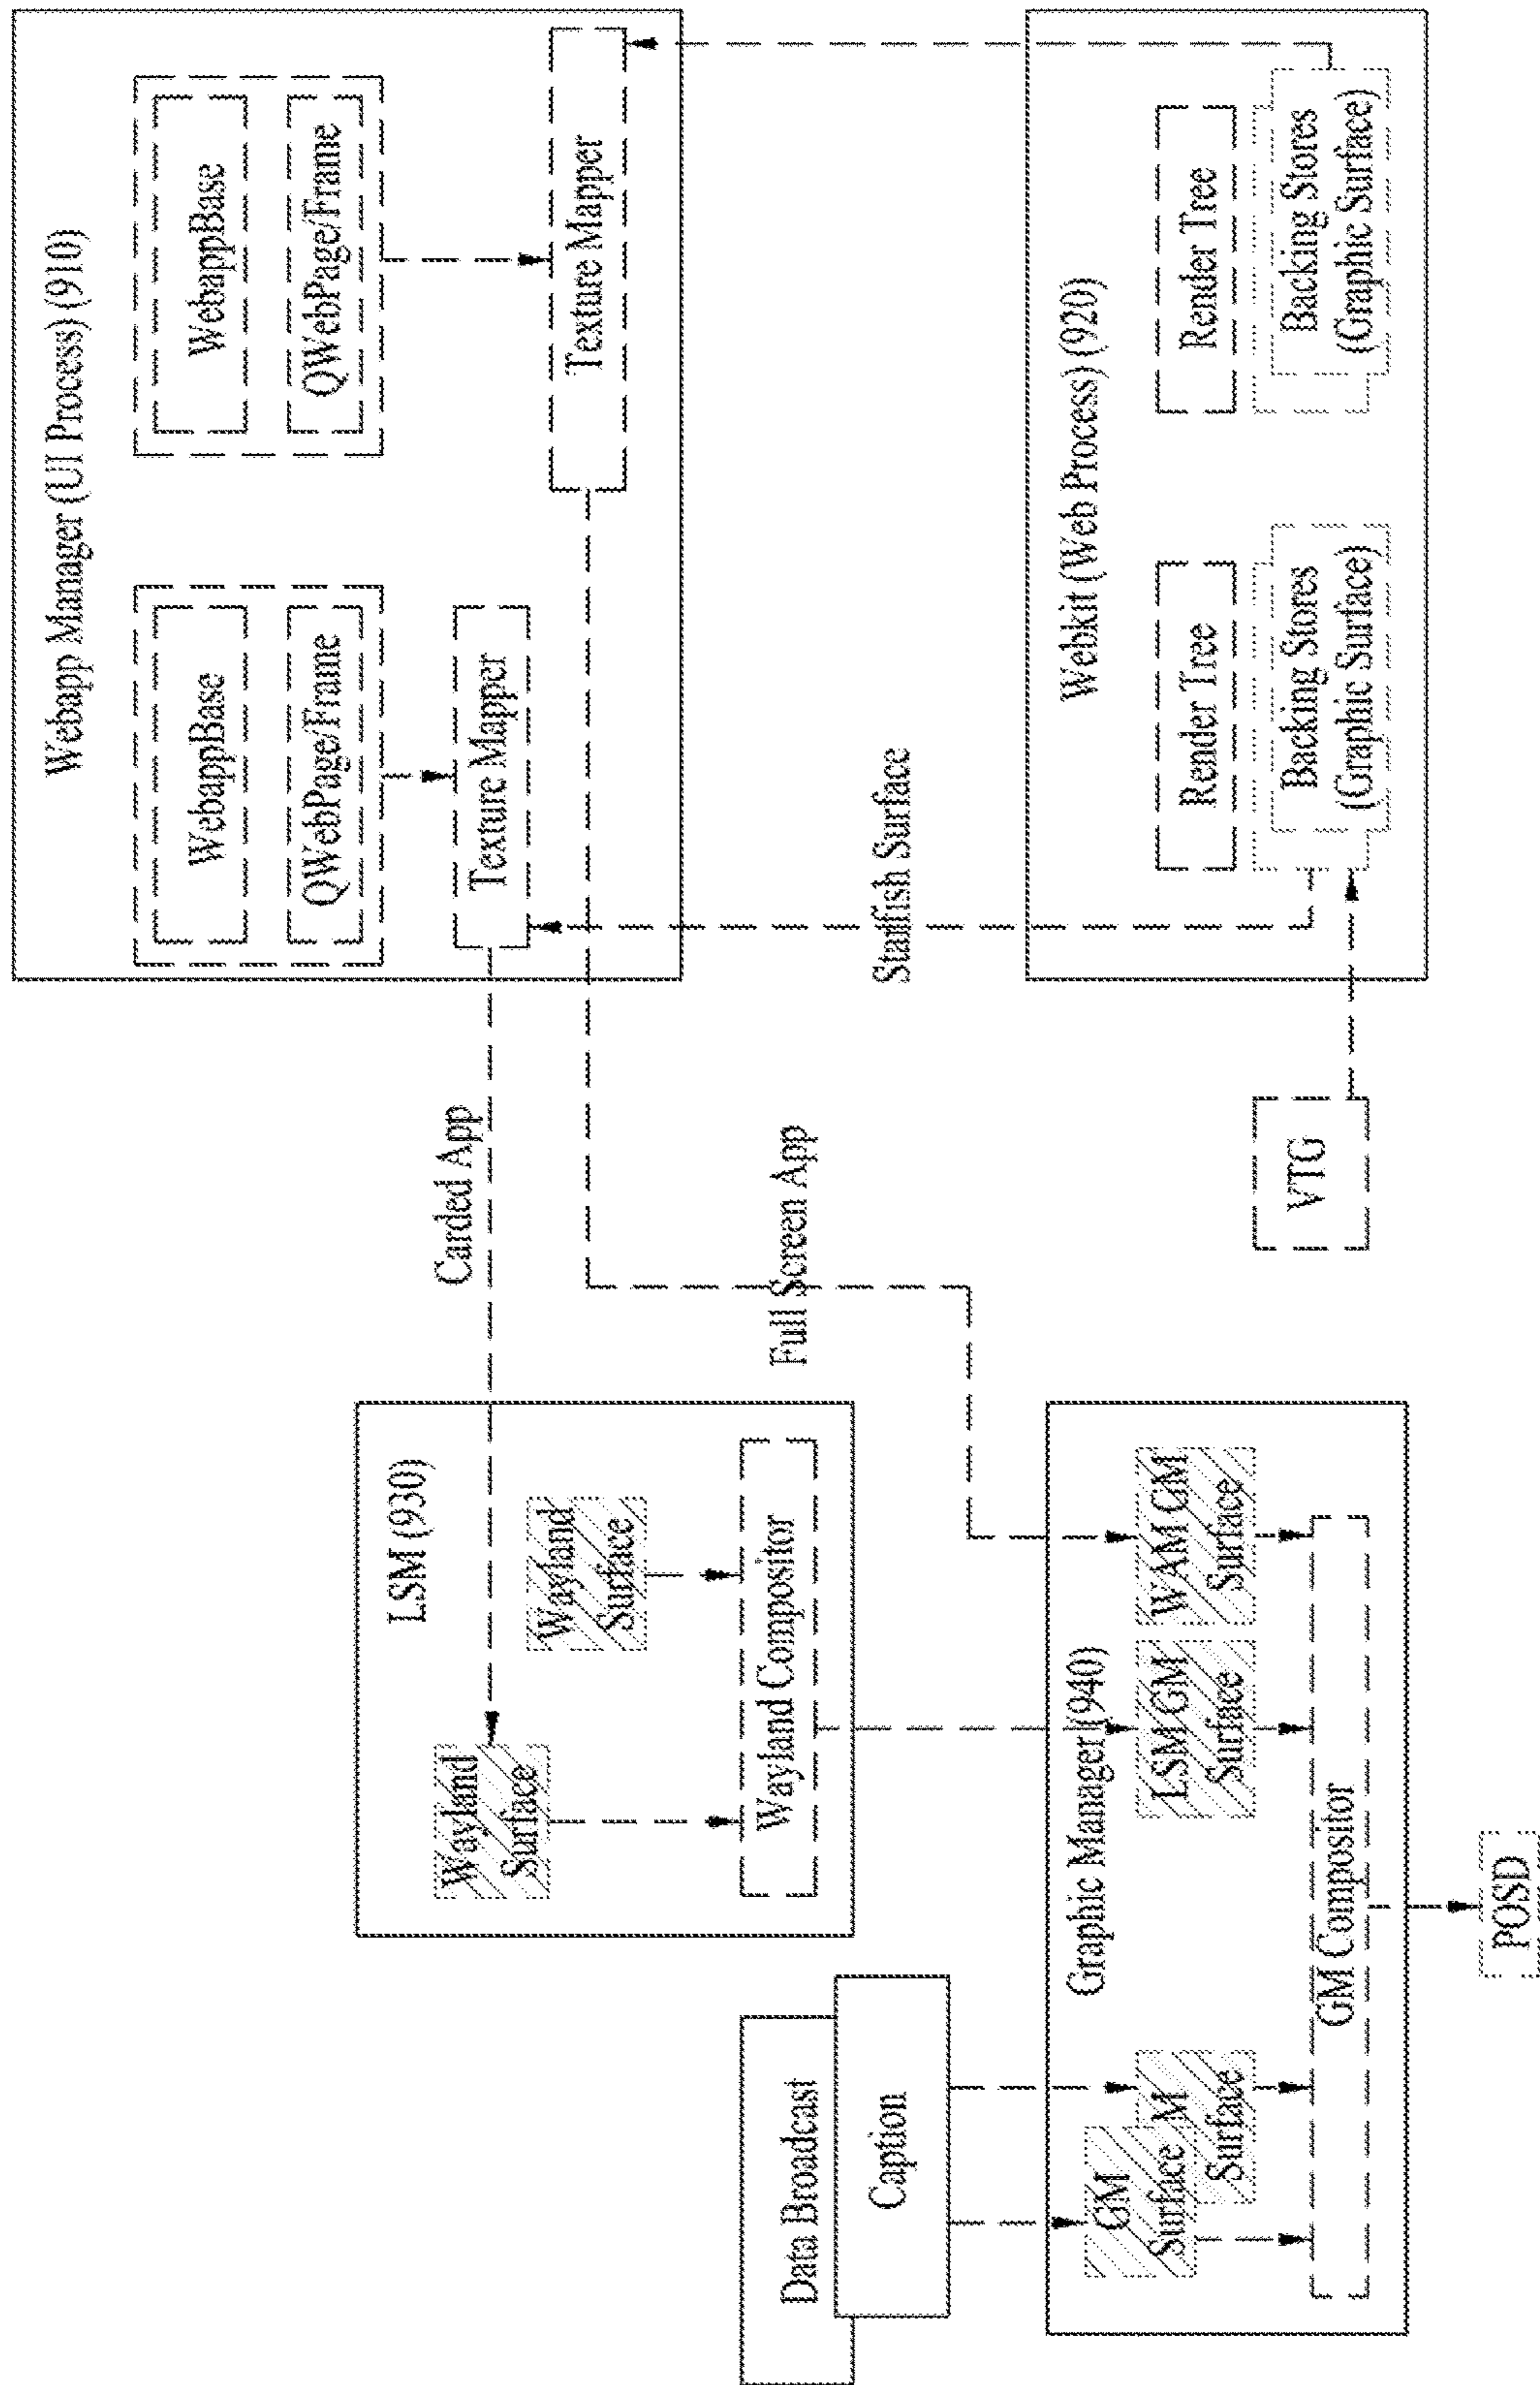 Webapp Manager (UI Process) (910)
WebappBase
QWebPage/Frame
Texture Mapper
WebappBase
QWebPage/Frame
Texture Mapper
Carded App
Full Screen App
Starfish Surface
LSM (930)
Wayland
Surface
Wayland
Surface
Wayland Compositor
Data Broadcast
Caption
Graphic Manager (940)
GM
Surface
M
Surface
LSM GM
Surface
WAM GM
Surface
GM Compositor
POSD
VTG
Webkit (Web Process) (920)
Render Tree
Backing Stores
(Graphic Surface)
Render Tree
Backing Stores
(Graphic Surface)